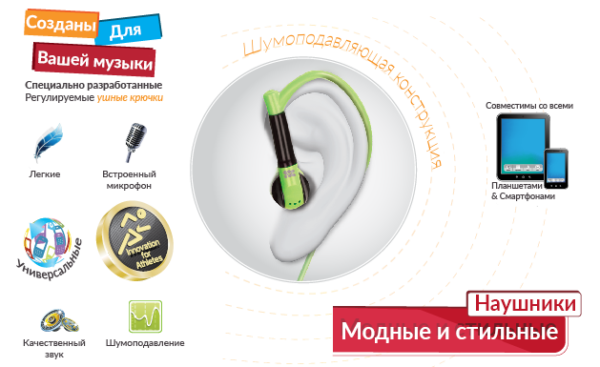 Созданы Для
Вашей музыки
Специально разработанные
Регулируемые ушные крючки
Легкие
Встроенный
микрофон
Универсальные
Innovation
for
Athletes
Качественный
звук
Шумоподавление
Шумоподавляющая конструкция
Совместимы со всеми
Планшетами
& Смартфонами
Наушники
Модные и стильные